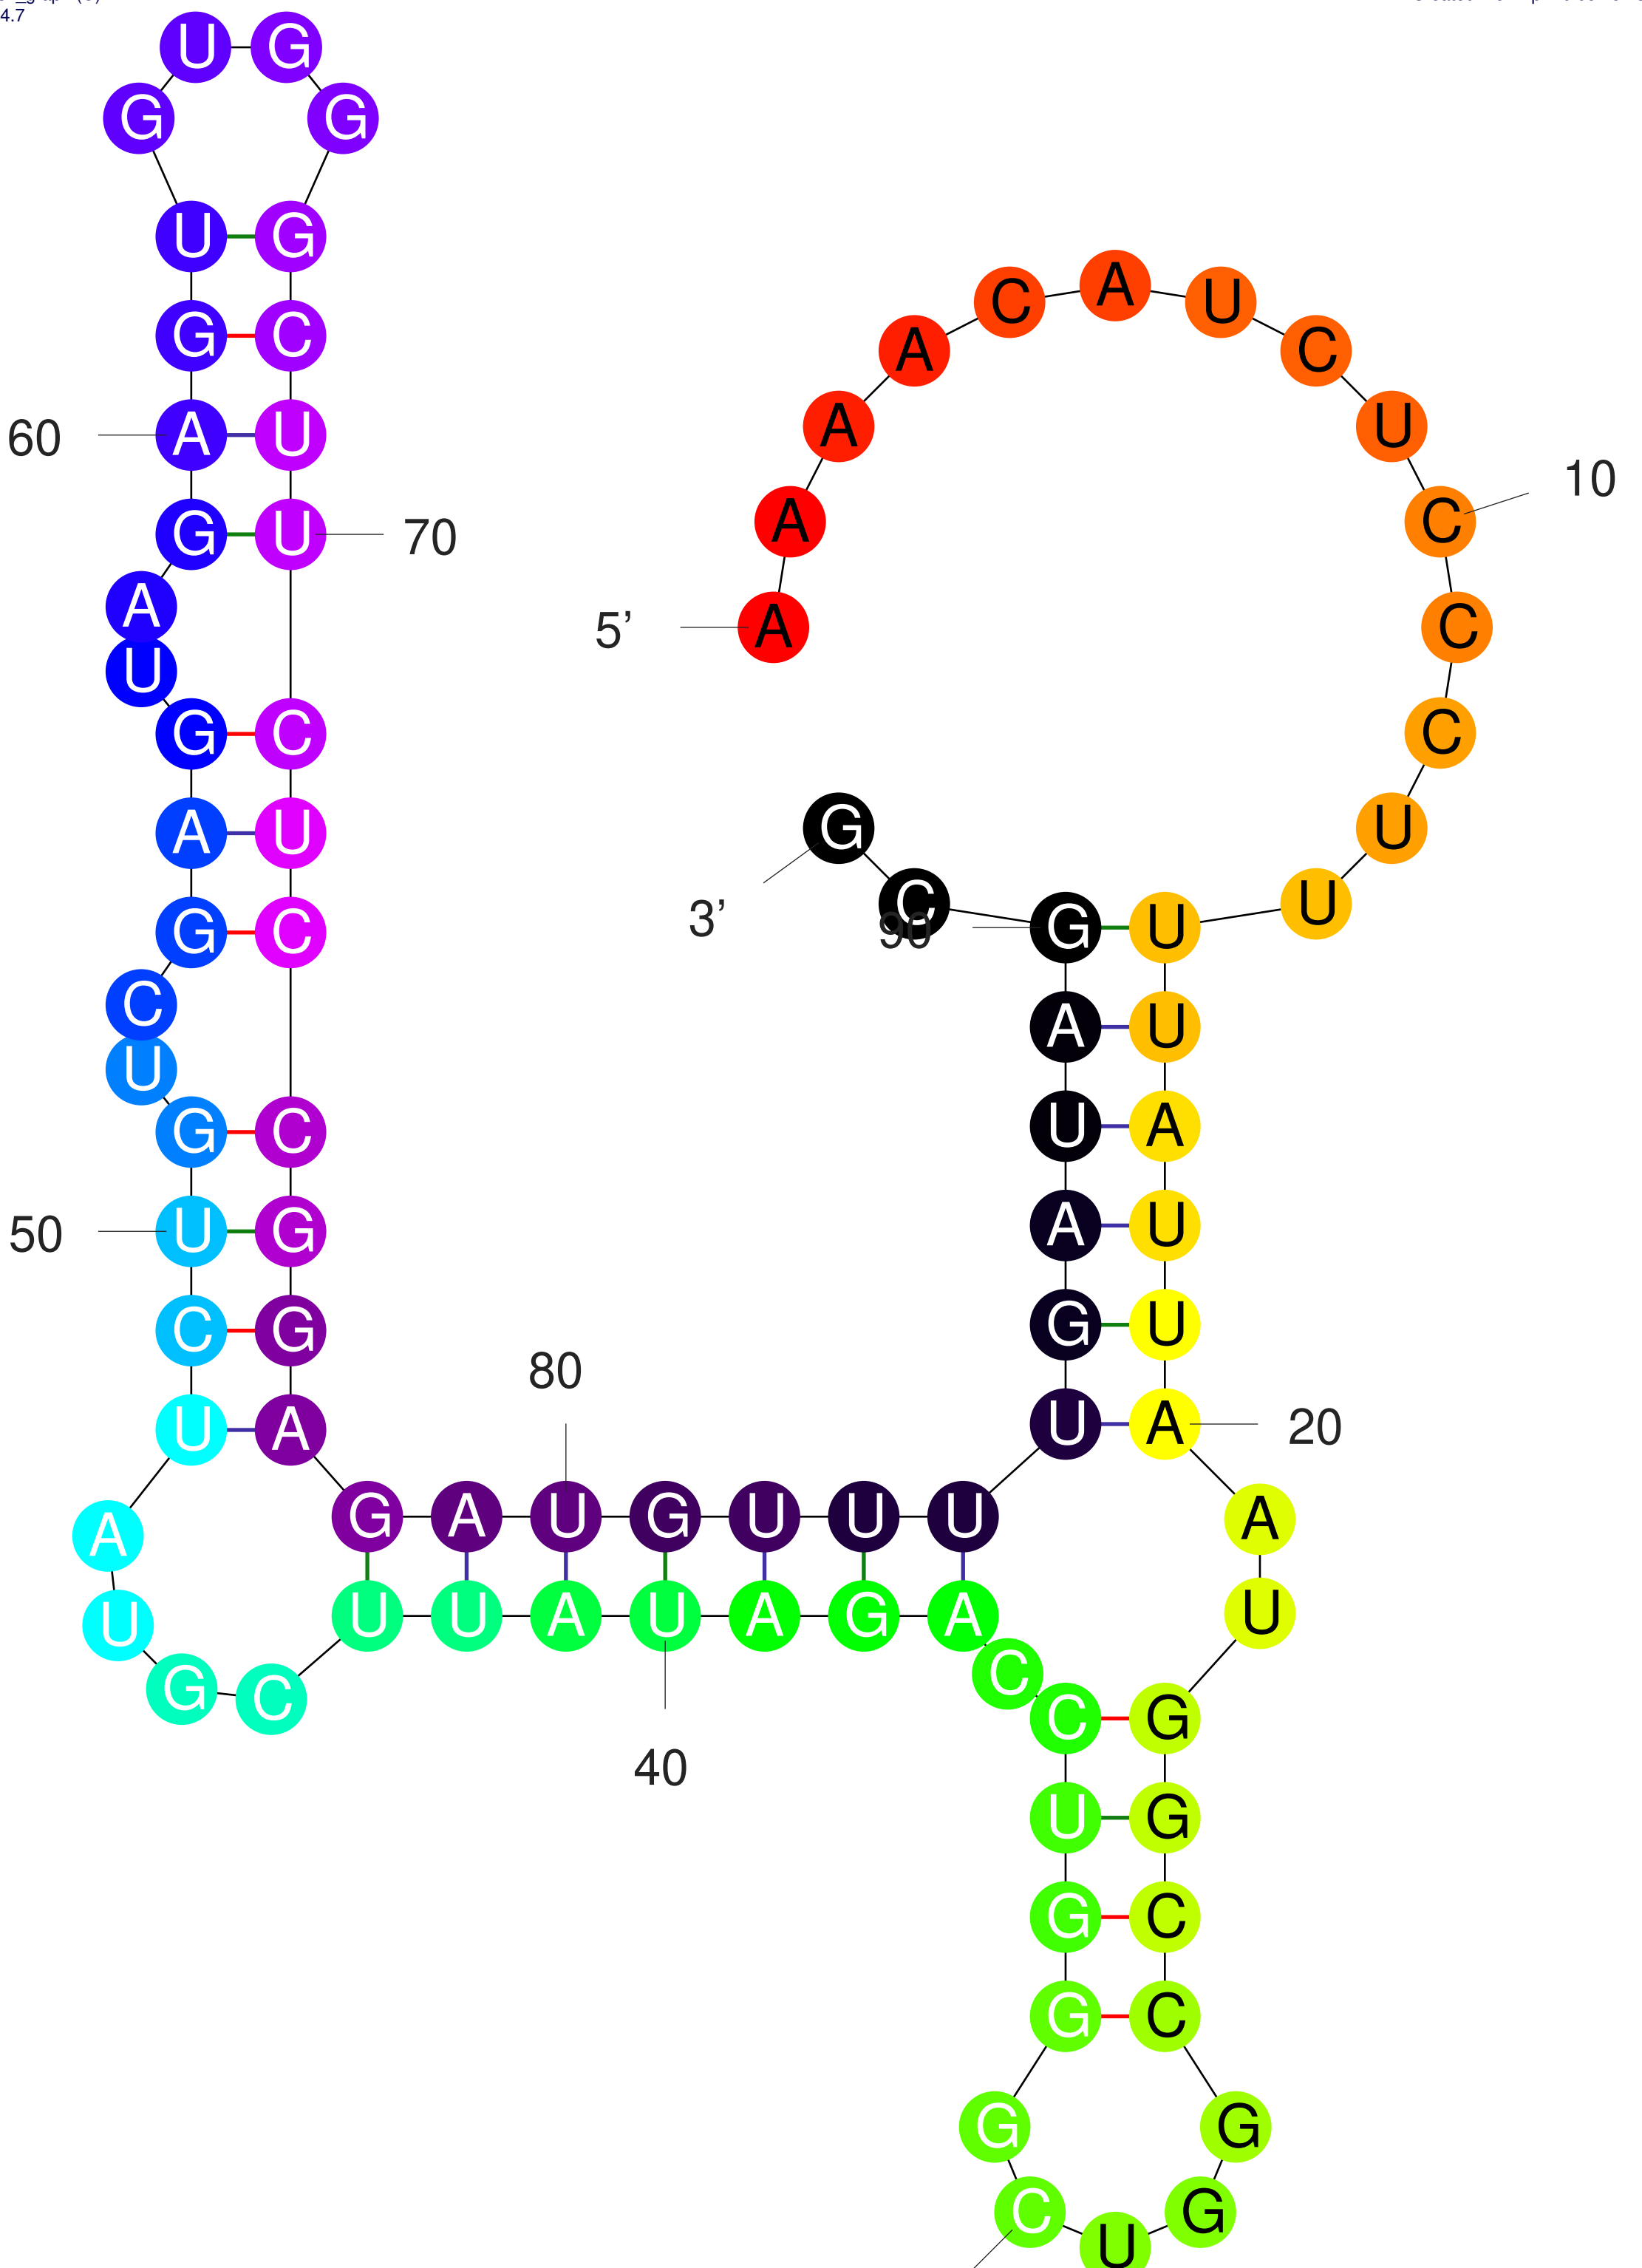 4.7
U G
G G
U G
C A U
G C A C
60 A U A U
10
G U 70 A C
A
5’ A C
U
G C C
A U G U
3’ G C C U
90 G U
C
A U
U
G C U A
50 U G A U
C G G U
80
U A U A 20
A G A U G U U U A
U U U A U A G A U
G C C C G
40
U G
G C
G C
G G
C G
U